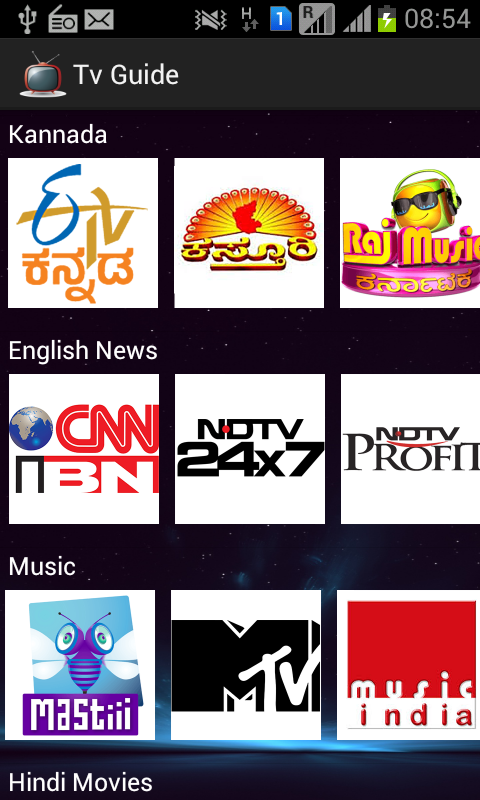 H R 1 08:54
Tv Guide
Kannada
ETV
ಕನ್ನಡ
ಕಸ್ತೂರಿ
Raj Music
ಕರ್ನಾಟಕ
English News
CNN
IBN
NDTV
24x7
NDTV
PROFIT
Music
mastiii
MTV
music
india
Hindi Movies